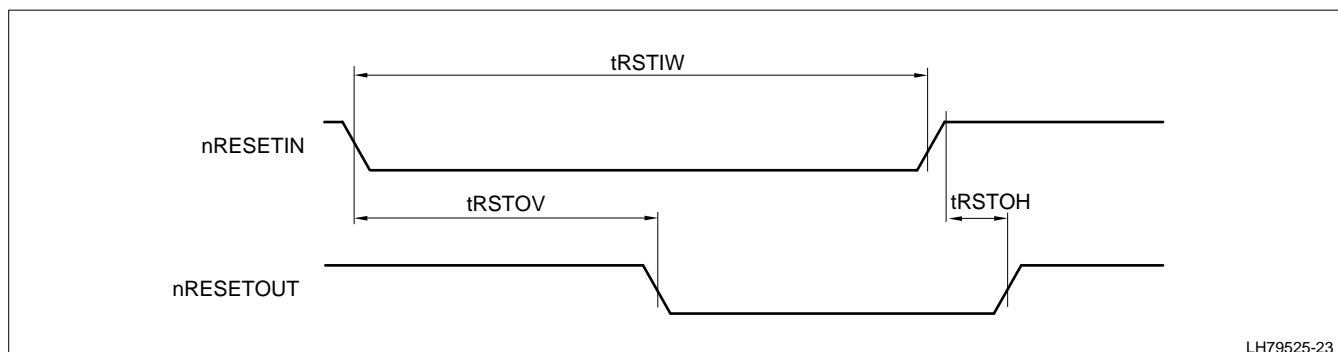 tRSTIW
nRESETIN
tRSTOV
tRSTOH
nRESETOUT
LH79525-23